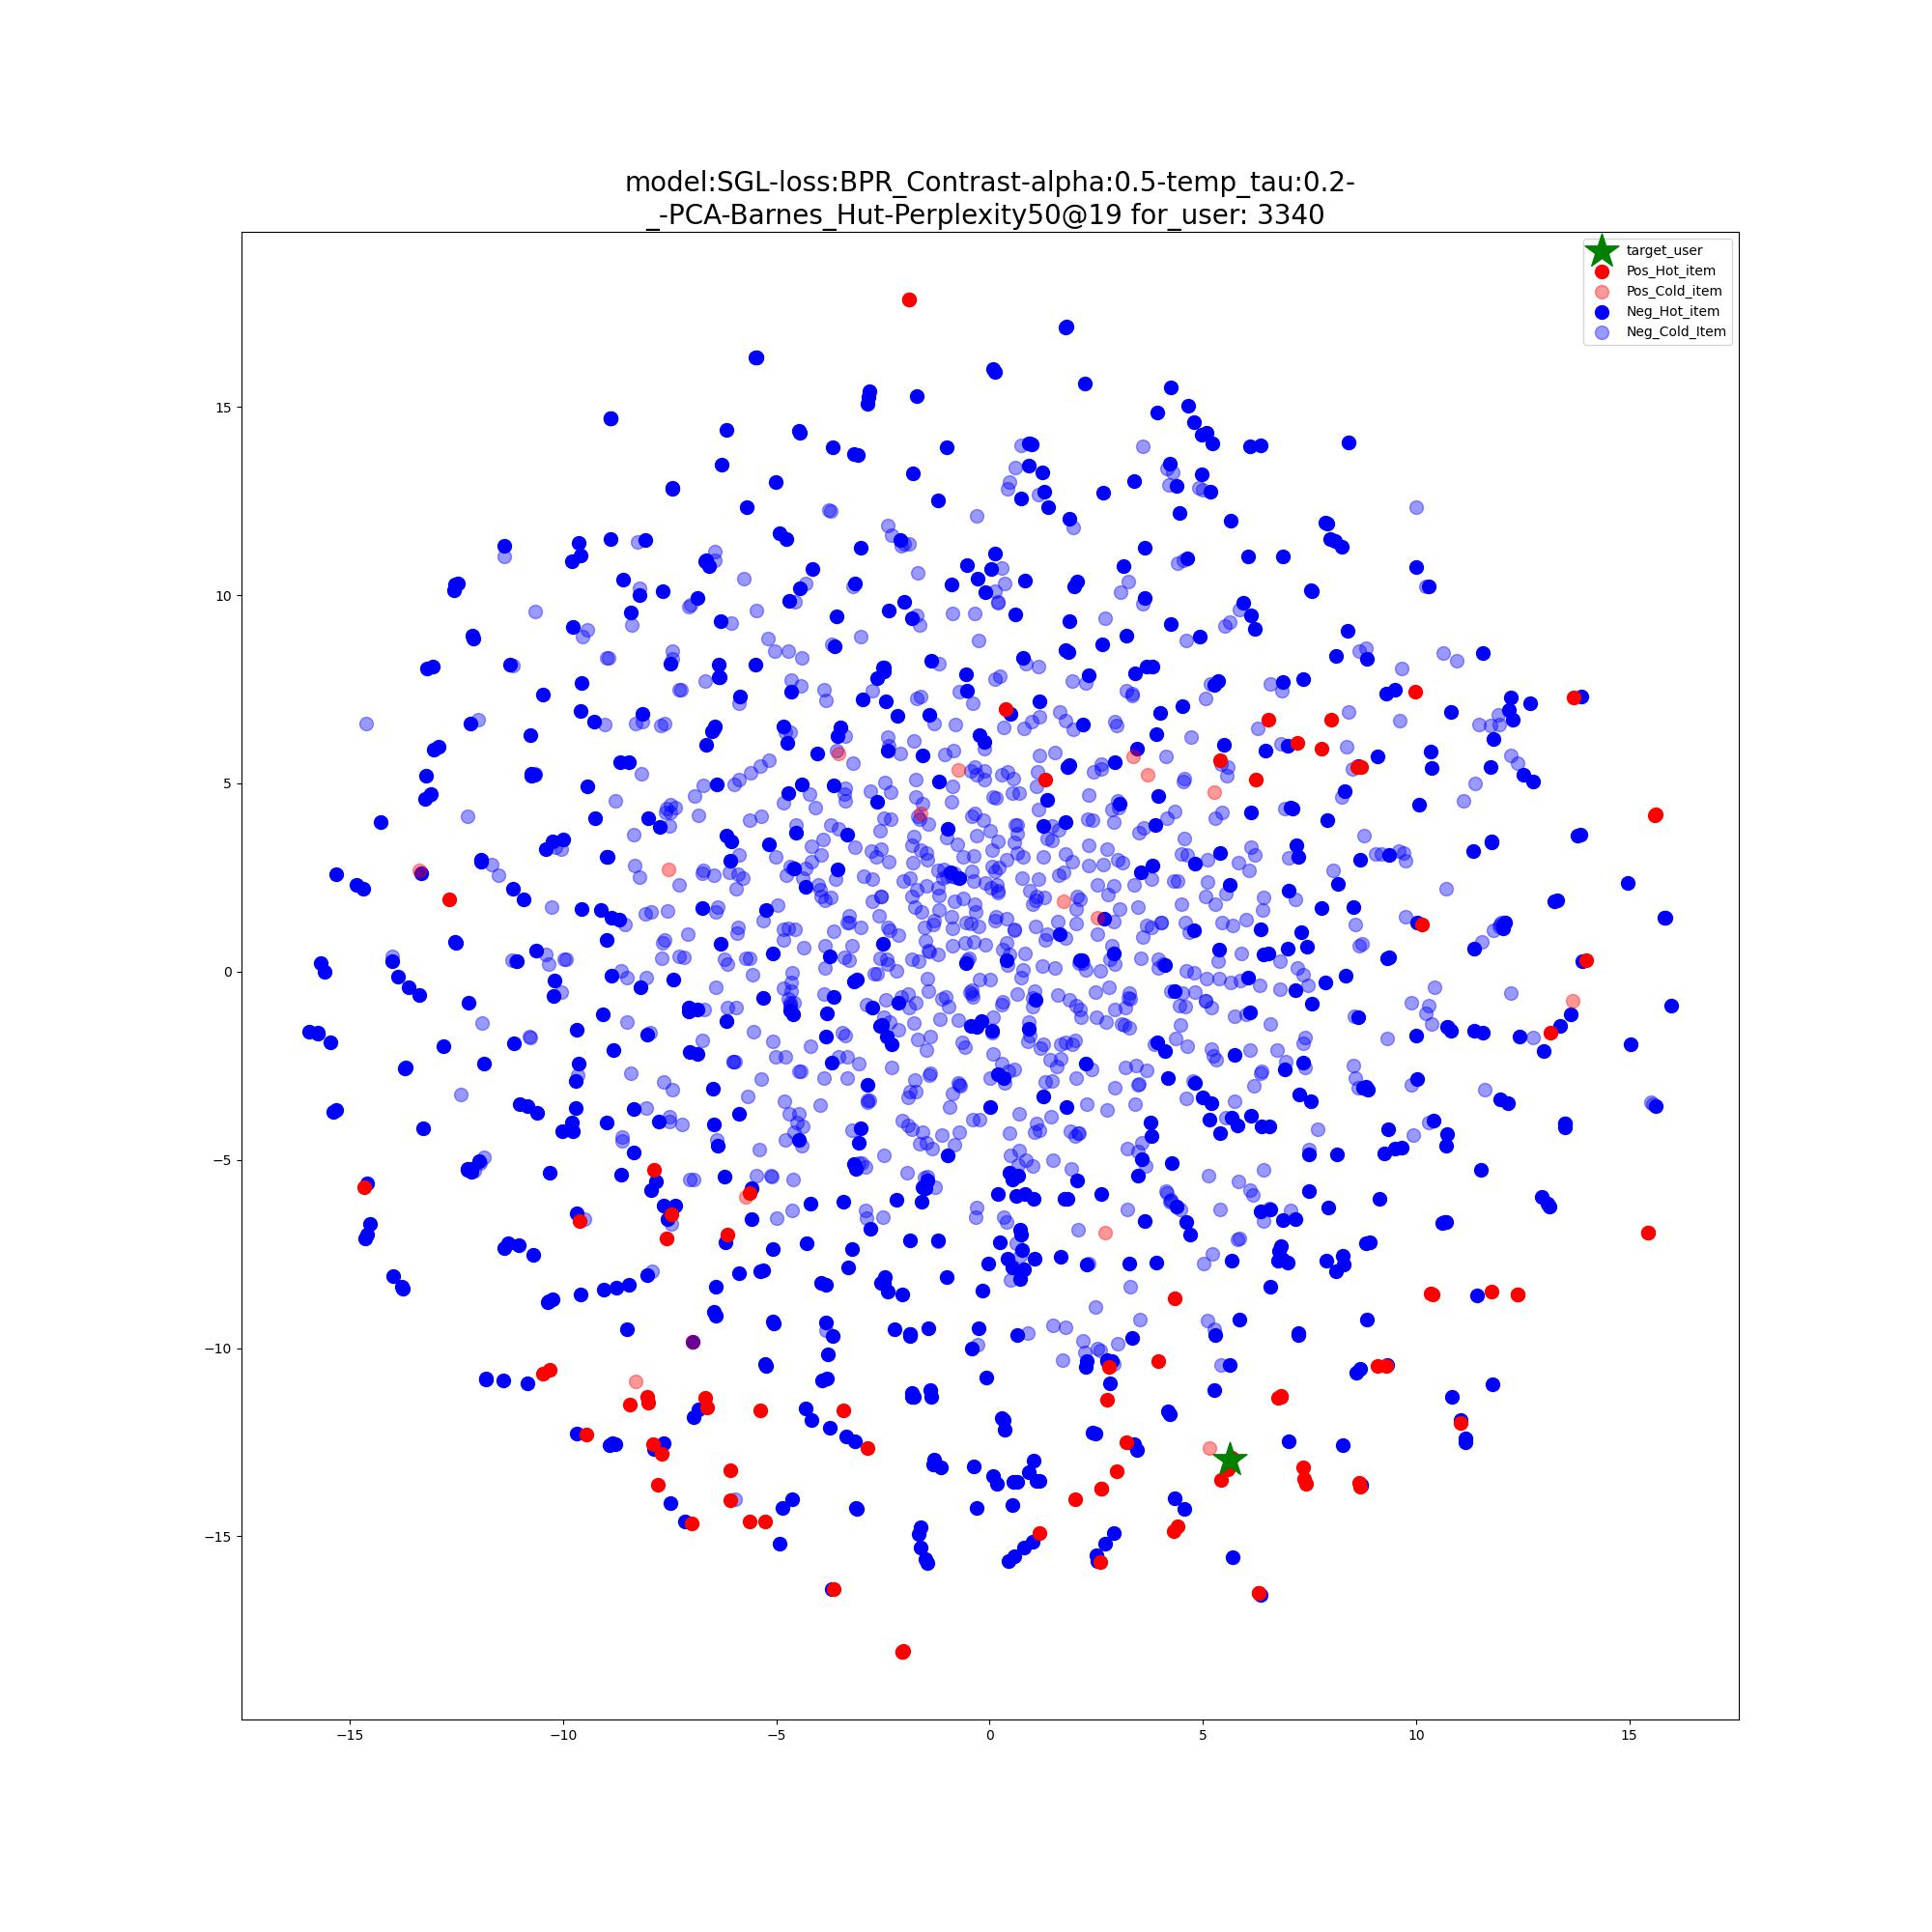 model:SGL-loss:BPR_Contrast-alpha:0.5-temp_tau:0.2-
_-PCA-Barnes_Hut-Perplexity50@19 for_user: 3340
target_user
Pos_Hot_item
Pos_Cold_item
Neg_Hot_item
Neg_Cold_Item
15
10
5
0
−5
−10
−15
−15 −10 −5 0 5 10 15